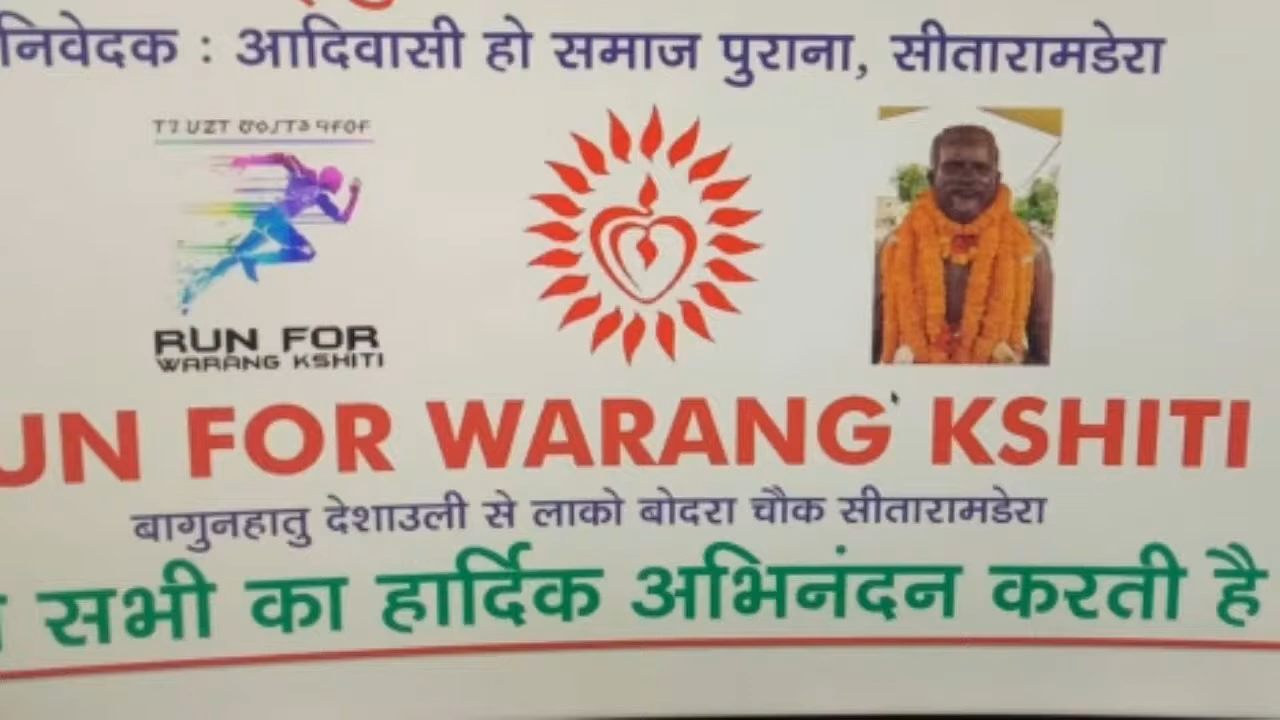 निवेदक : आदिवासी हो समाज पुराना, सीतारामडेरा
RUN FOR
WARANG KSHITI
UN FOR WARANG KSHITI
बागुनहातु देशाउली से लाको बोदरा चौक सीतारामडेरा
सभी का हार्दिक अभिनंदन करती है